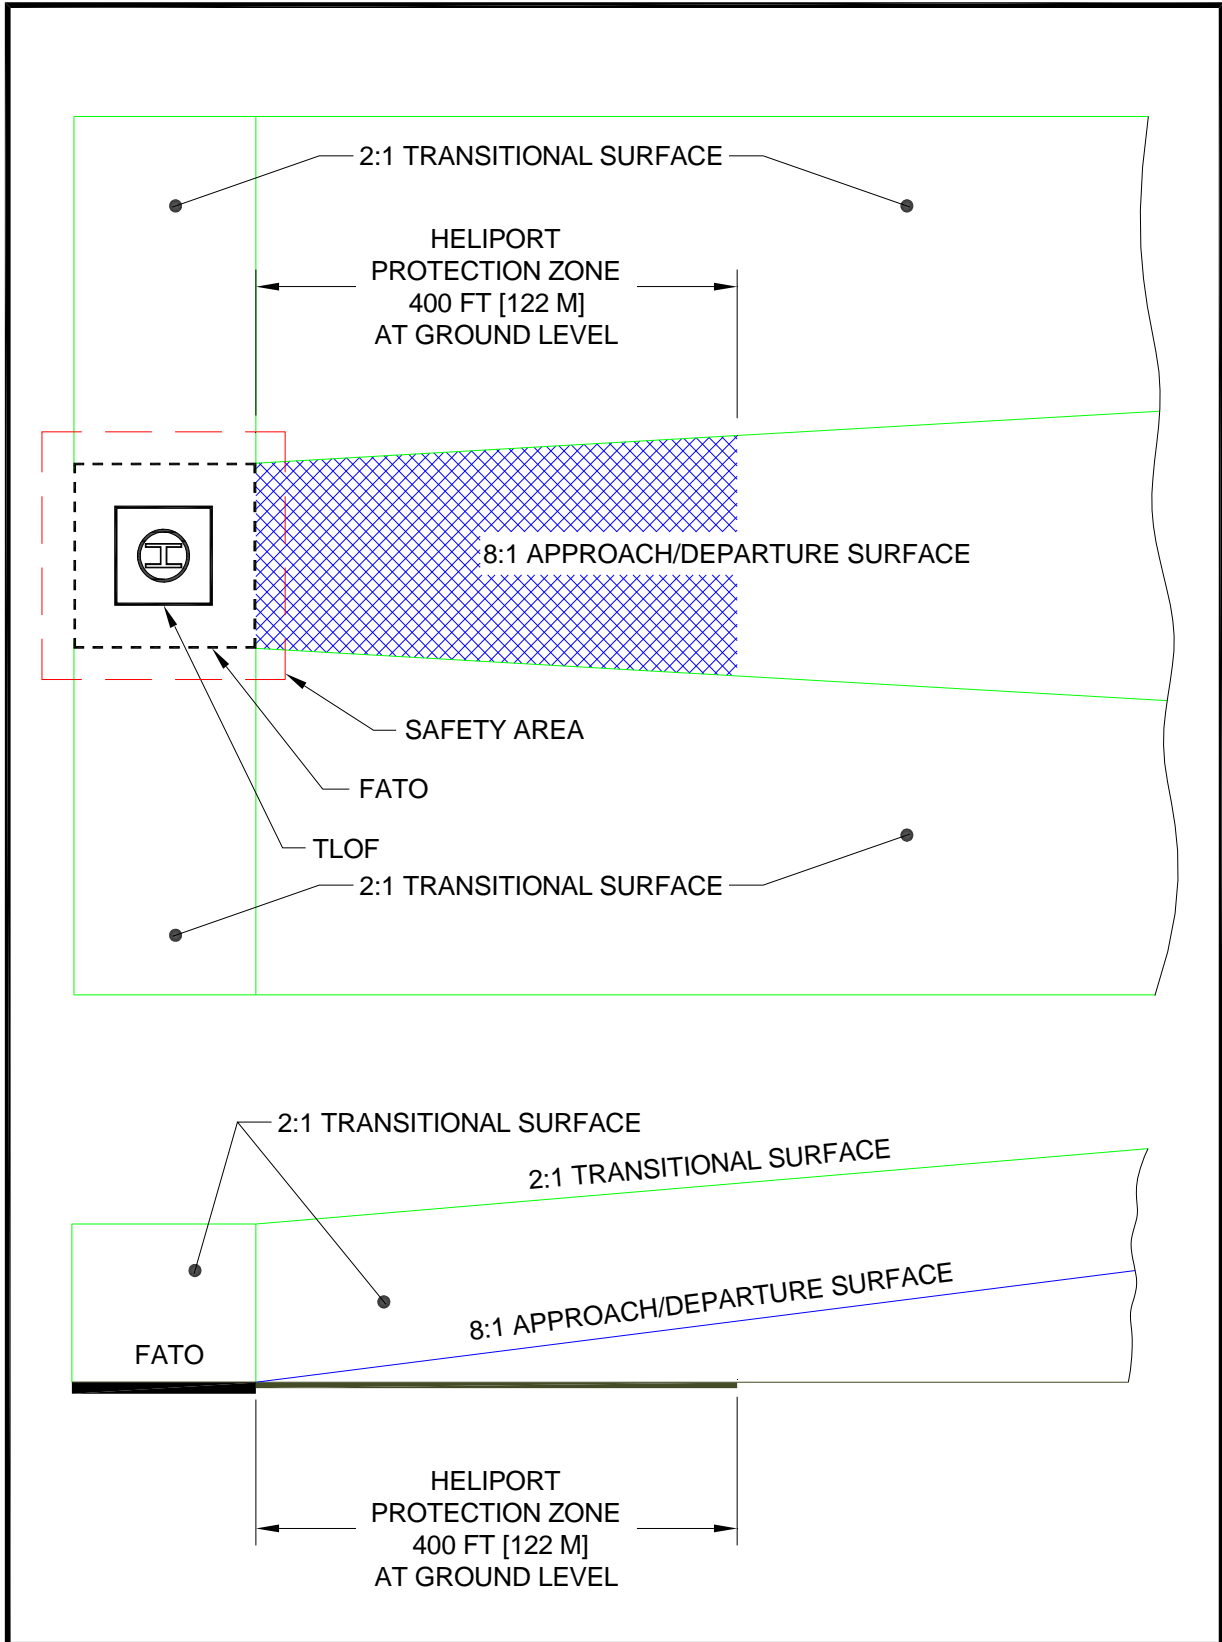 2:1 TRANSITIONAL SURFACE
HELIPORT
PROTECTION ZONE
400 FT [122 M]
AT GROUND LEVEL
H
8:1 APPROACH/DEPARTURE SURFACE
SAFETY AREA
FATO
TLOF
2:1 TRANSITIONAL SURFACE
2:1 TRANSITIONAL SURFACE
2:1 TRANSITIONAL SURFACE
8:1 APPROACH/DEPARTURE SURFACE
FATO
HELIPORT
PROTECTION ZONE
400 FT [122 M]
AT GROUND LEVEL